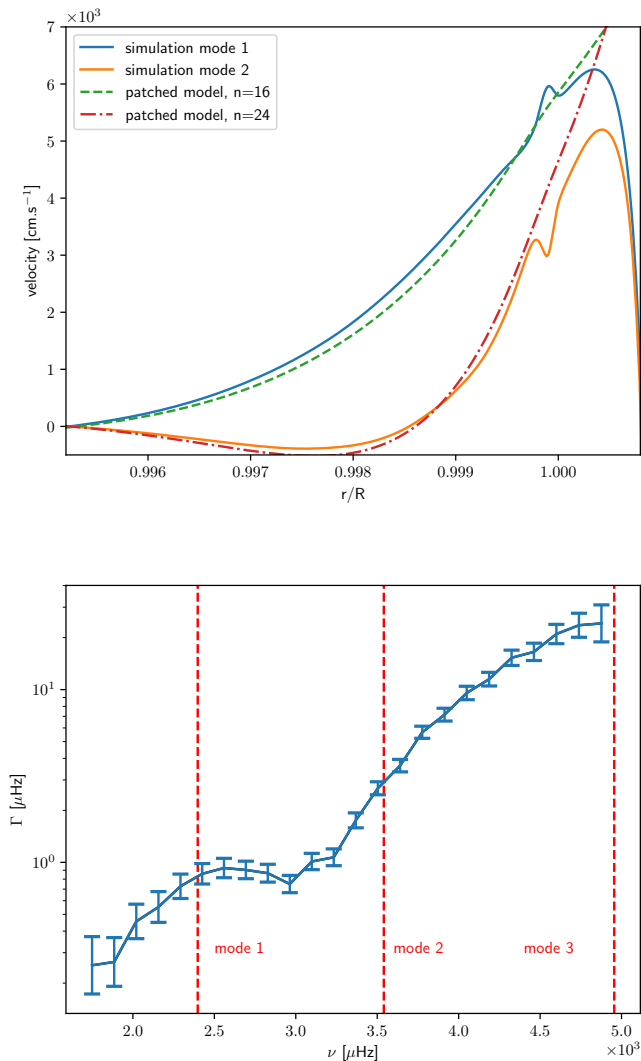 ×10³
7
6
5
4
3
2
1
0
velocity [cm.s⁻¹]
simulation mode 1
simulation mode 2
patched model, n=16
patched model, n=24
0.996 0.997 0.998 0.999 1.000
r/R
10¹
10⁰
Γ [μHz]
mode 1 mode 2 mode 3
2.0 2.5 3.0 3.5 4.0 4.5 5.0
×10³
ν [μHz]